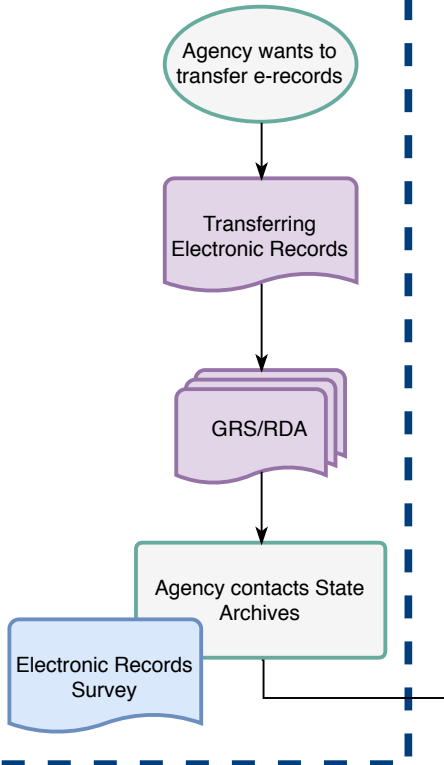 Agency wants to
transfer e-records
Transferring
Electronic Records
GRS/RDA
Agency contacts State
Archives
Electronic Records
Survey